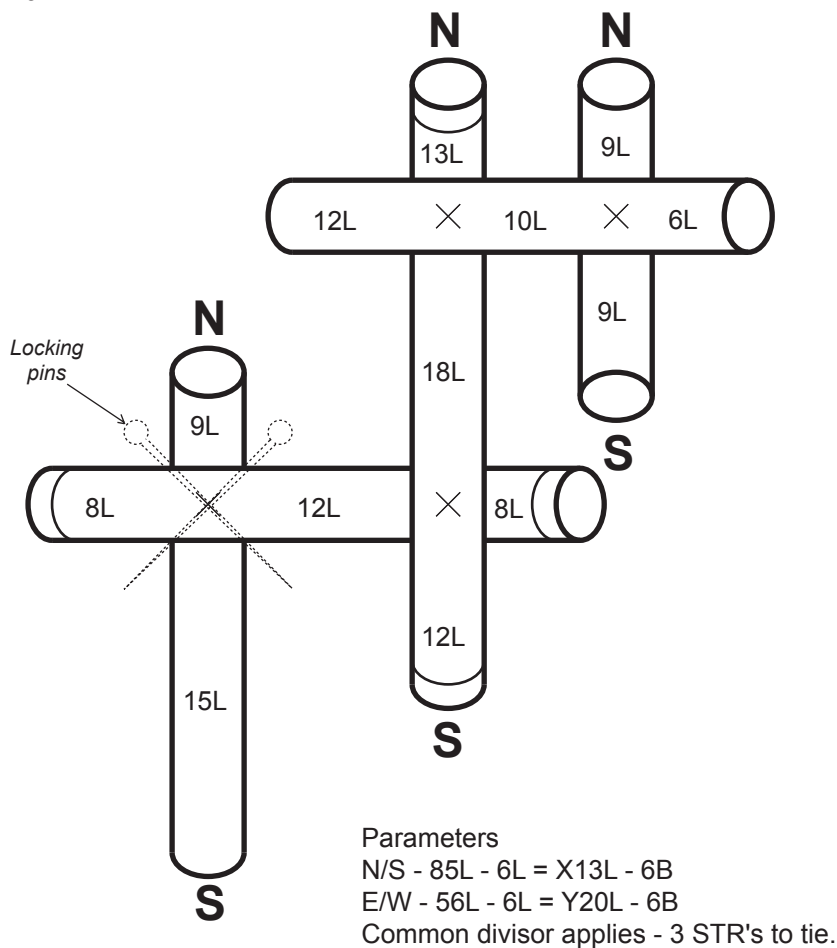 N N
13L 9L
12L 10L 6L
9L
N
Locking
pins
18L
9L
S
8L 12L 8L
12L
15L
S
Parameters
N/S - 85L - 6L = X13L - 6B
S
E/W - 56L - 6L = Y20L - 6B
Common divisor applies - 3 STR's to tie.